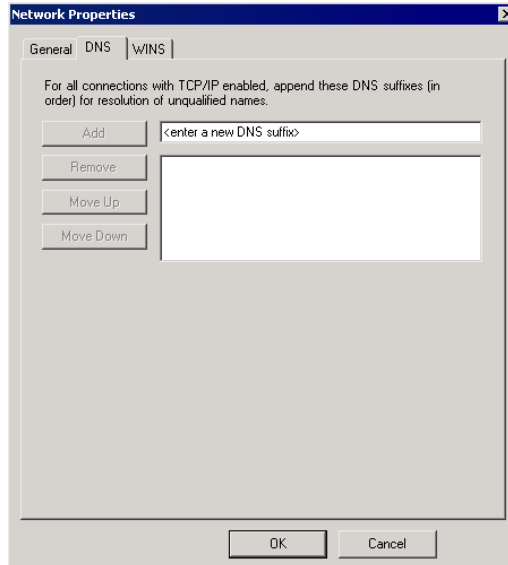 Network Properties
General DNS WINS
For all connections with TCP/IP enabled, append these DNS suffixes (in
order) for resolution of unqualified names.
Add <enter a new DNS suffix>
Remove
Move Up
Move Down
OK Cancel